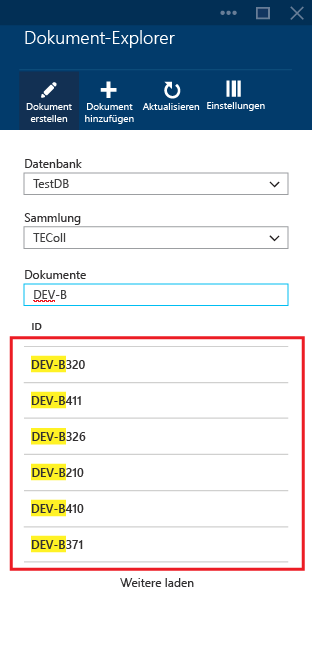 Dokument-Explorer
Dokument erstellen
Dokument hinzufügen
Aktualisieren
Einstellungen
Datenbank
TestDB
Sammlung
TEColl
Dokumente
DEV-B
ID
DEV-B320
DEV-B411
DEV-B326
DEV-B210
DEV-B410
DEV-B371
Weitere laden